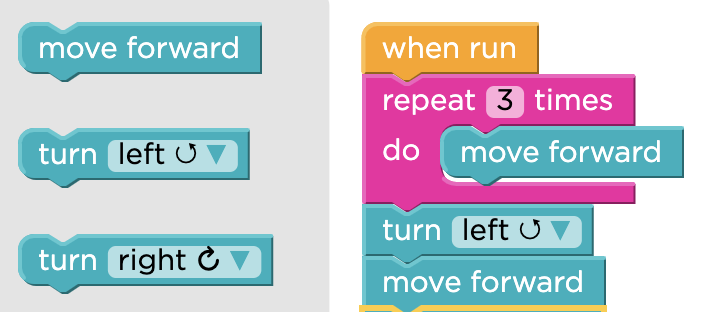 move forward
turn left ↺ ▼
turn right ↻ ▼
when run
repeat 3 times
do move forward
turn left ↺ ▼
move forward